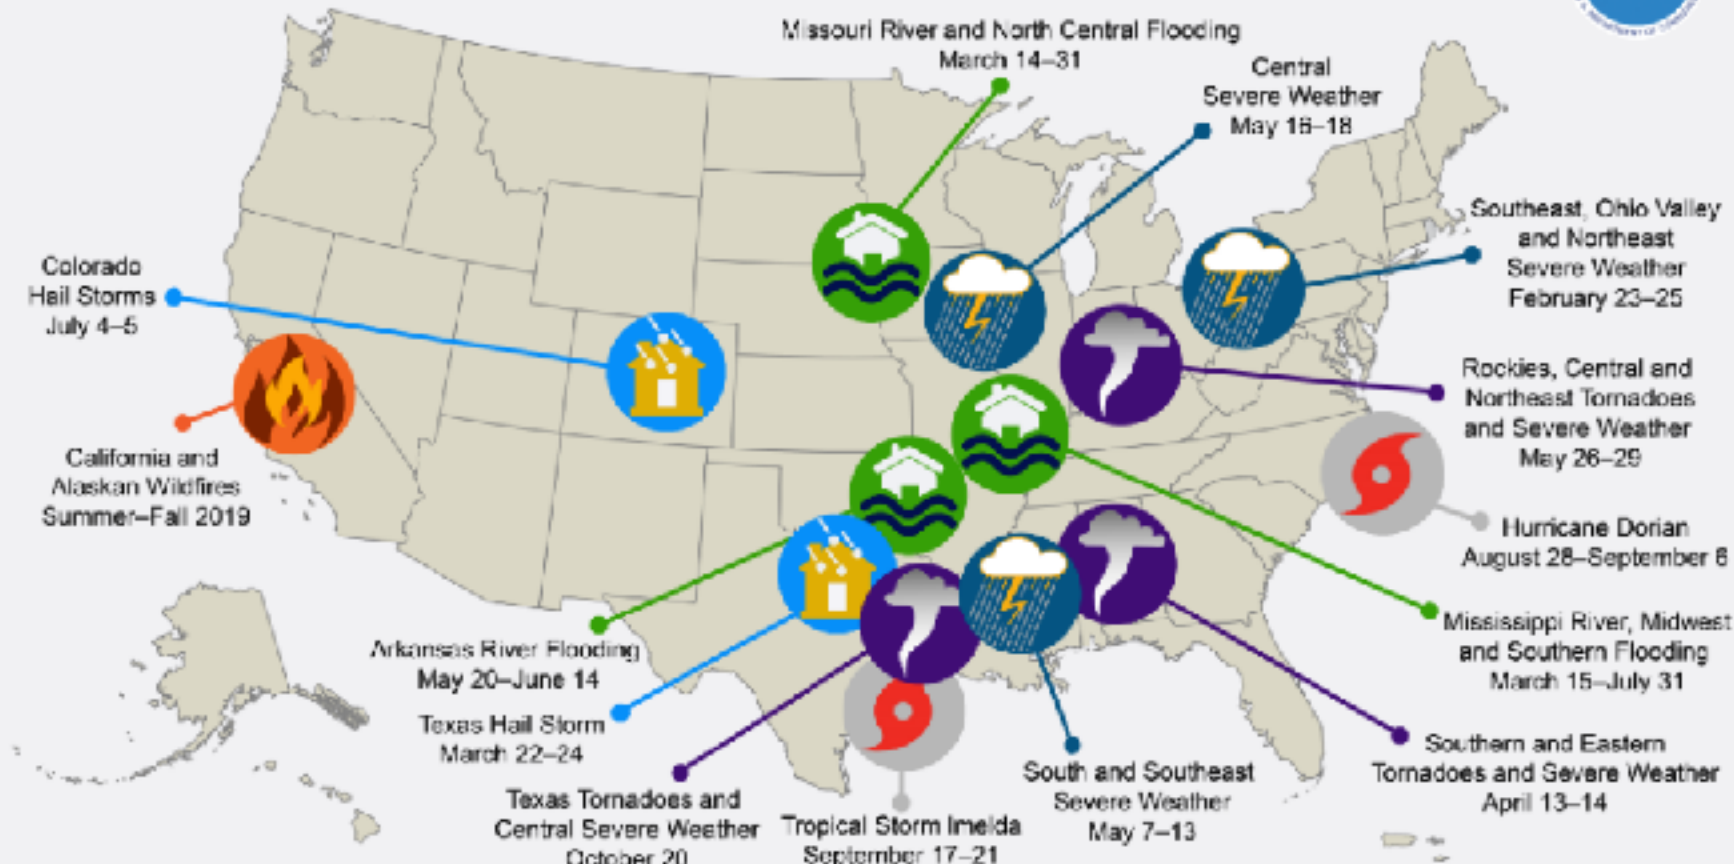 Missouri River and North Central Flooding
March 14–31
Central
Severe Weather
May 16–18
Southeast, Ohio Valley
and Northeast
Severe Weather
February 23–25
Colorado
Hail Storms
July 4–5
Rockies, Central and
Northeast Tornadoes
and Severe Weather
May 26–29
California and
Alaskan Wildfires
Summer–Fall 2019
Hurricane Dorian
August 28–September 6
Mississippi River, Midwest
and Southern Flooding
March 15–July 31
Arkansas River Flooding
May 20–June 14
Texas Hail Storm
March 22–24
Southern and Eastern
Tornadoes and Severe Weather
April 13–14
South and Southeast
Severe Weather
May 7–13
Texas Tornadoes and
Central Severe Weather
October 20
Tropical Storm Imelda
September 17–21